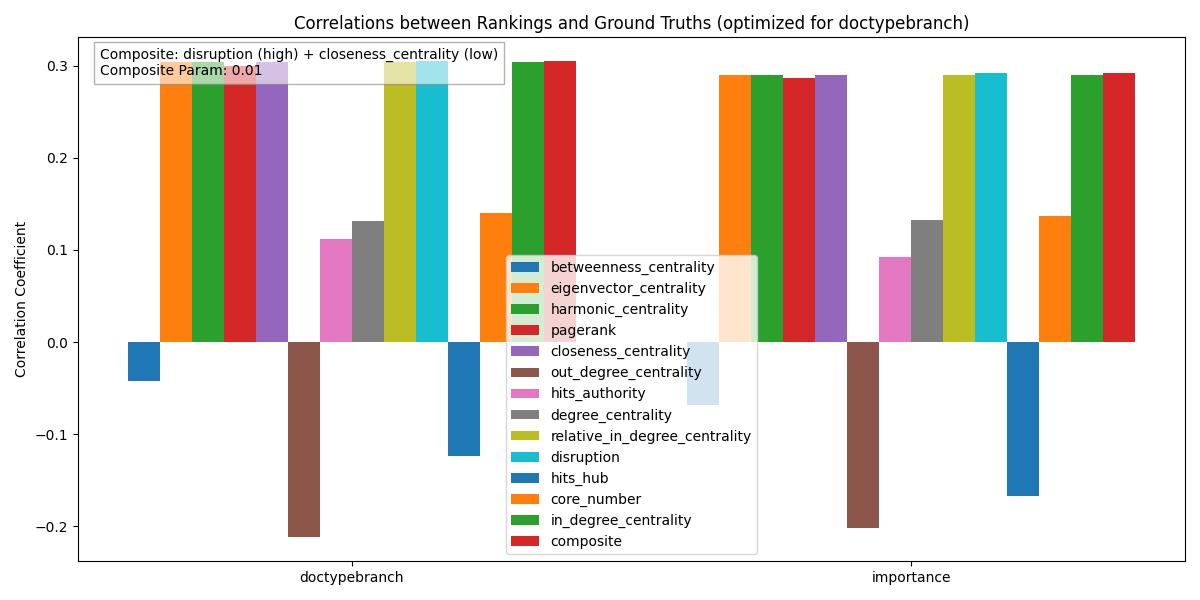 Correlations between Rankings and Ground Truths (optimized for doctypebranch)
Composite: disruption (high) + closeness_centrality (low)
Composite Param: 0.01
Correlation Coefficient
0.3
0.2
0.1
0.0
−0.1
−0.2
betweenness_centrality
eigenvector_centrality
harmonic_centrality
pagerank
closeness_centrality
out_degree_centrality
hits_authority
degree_centrality
relative_in_degree_centrality
disruption
hits_hub
core_number
in_degree_centrality
composite
doctypebranch
importance